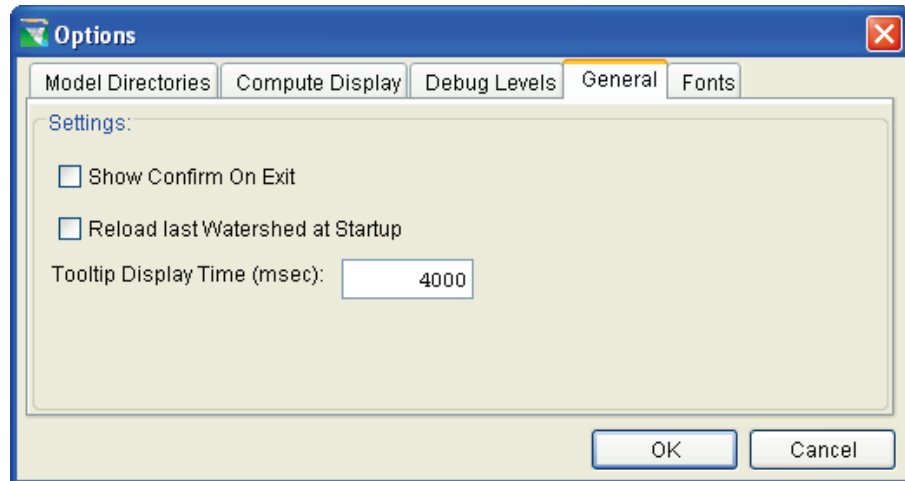 Options
Model Directories Compute Display Debug Levels General Fonts
Settings:
Show Confirm On Exit
Reload last Watershed at Startup
Tooltip Display Time (msec): 4000
OK Cancel